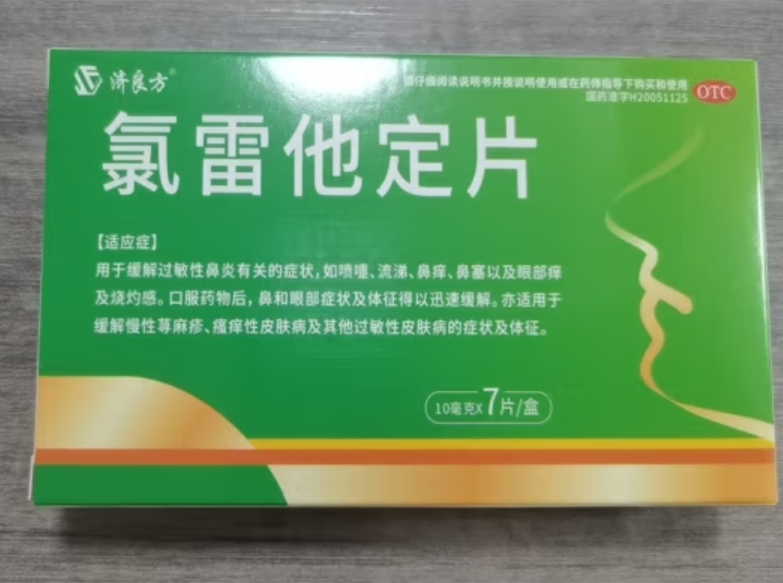 济良方®
请仔细阅读说明书并按说明使用或在药师指导下购买和使用
国药准字H20051125
OTC
氯雷他定片
【适应症】
用于缓解过敏性鼻炎有关的症状，如喷嚏、流涕、鼻痒、鼻塞以及眼部痒
及烧灼感。口服药物后，鼻和眼部症状及体征得以迅速缓解。亦适用于
缓解慢性荨麻疹、瘙痒性皮肤病及其他过敏性皮肤病的症状及体征。
10毫克X7片/盒